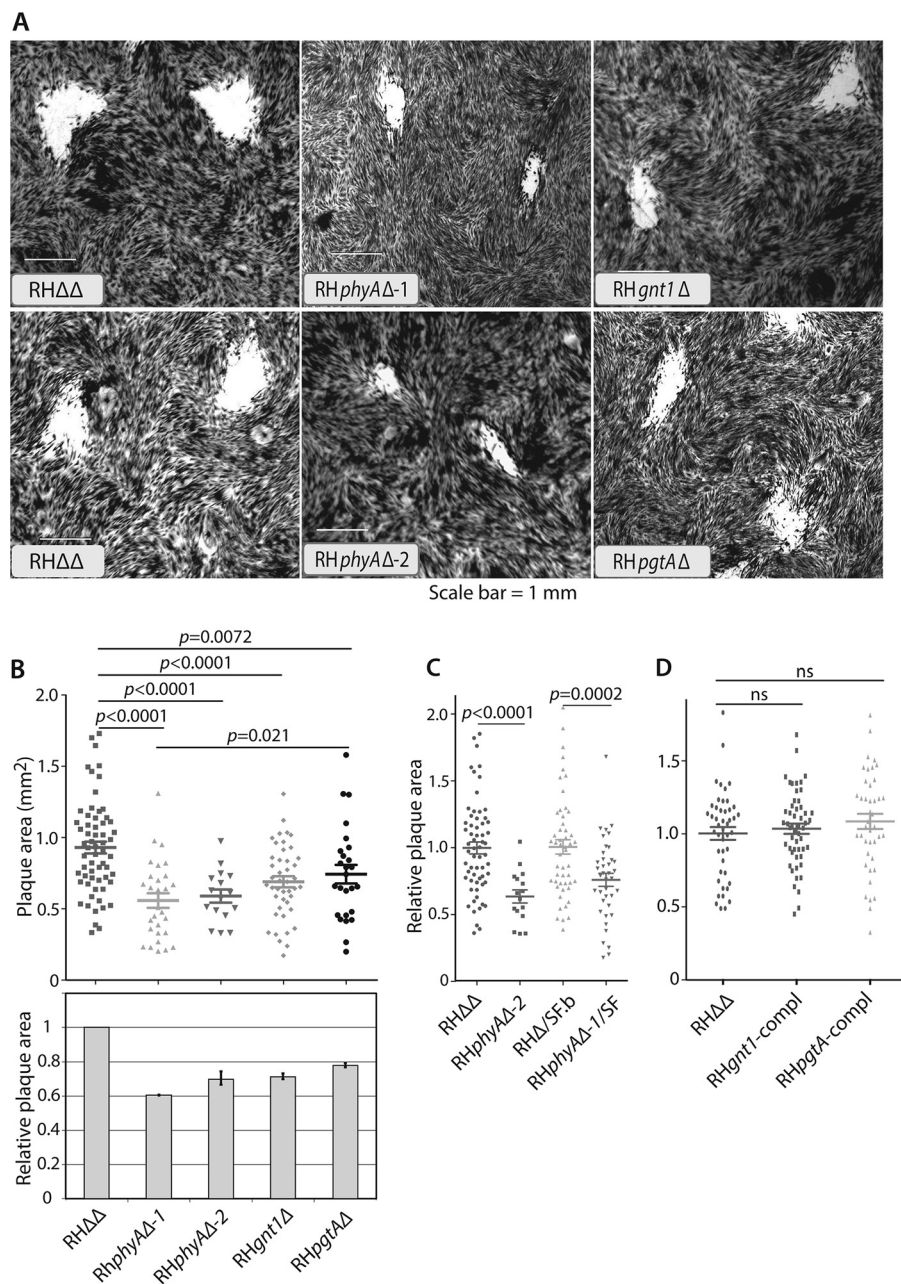 A
RHΔΔ
RHphyAΔ-1
RHgnt1Δ
RHΔΔ
RHphyAΔ-2
RHpgtAΔ
Scale bar = 1 mm
B
p=0.0072
p<0.0001
p<0.0001
p<0.0001
p=0.021
Plaque area (mm²)
2.0
1.5
1.0
0.5
0
Relative plaque area
1
0.8
0.6
0.4
0.2
0
RHΔΔ
RhphyAΔ-1
RHphyAΔ-2
RHgnt1Δ
RHpgtAΔ
C
p<0.0001
p=0.0002
Relative plaque area
2.0
1.5
1.0
0.5
0
RHΔΔ
RHphyAΔ-2
RHΔ/SF.b
RHphyAΔ-1/SF
D
ns
ns
1.5
1.0
0.5
0
RHΔΔ
RHgnt1-compl
RHpgtA-compl